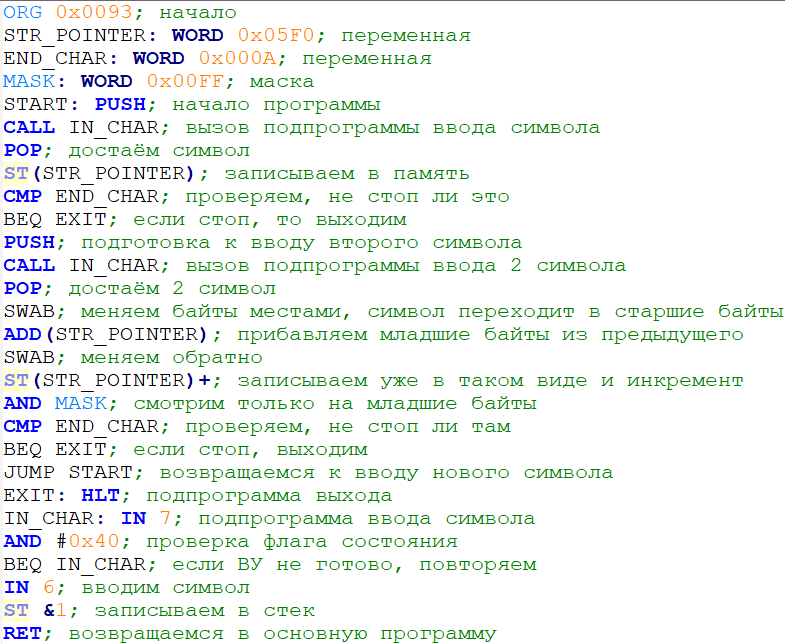 ORG 0x0093; начало
STR_POINTER: WORD 0x05F0; переменная
END_CHAR: WORD 0x000A; переменная
MASK: WORD 0x00FF; маска
START: PUSH; начало программы
CALL IN_CHAR; вызов подпрограммы ввода символа
POP; достаём символ
ST(STR_POINTER); записываем в память
CMP END_CHAR; проверяем, не стоп ли это
BEQ EXIT; если стоп, то выходим
PUSH; подготовка к вводу второго символа
CALL IN_CHAR; вызов подпрограммы ввода 2 символа
POP; достаём 2 символ
SWAB; меняем байты местами, символ переходит в старшие байты
ADD(STR_POINTER); прибавляем младшие байты из предыдущего
SWAB; меняем обратно
ST(STR_POINTER)+; записываем уже в таком виде и инкремент
AND MASK; смотрим только на младшие байты
CMP END_CHAR; проверяем, не стоп ли там
BEQ EXIT; если стоп, выходим
JUMP START; возвращаемся к вводу нового символа
EXIT: HLT; подпрограмма выхода
IN_CHAR: IN 7; подпрограмма ввода символа
AND #0x40; проверка флага состояния
BEQ IN_CHAR; если ВУ не готово, повторяем
IN 6; вводим символ
ST &1; записываем в стек
RET; возвращаемся в основную программу